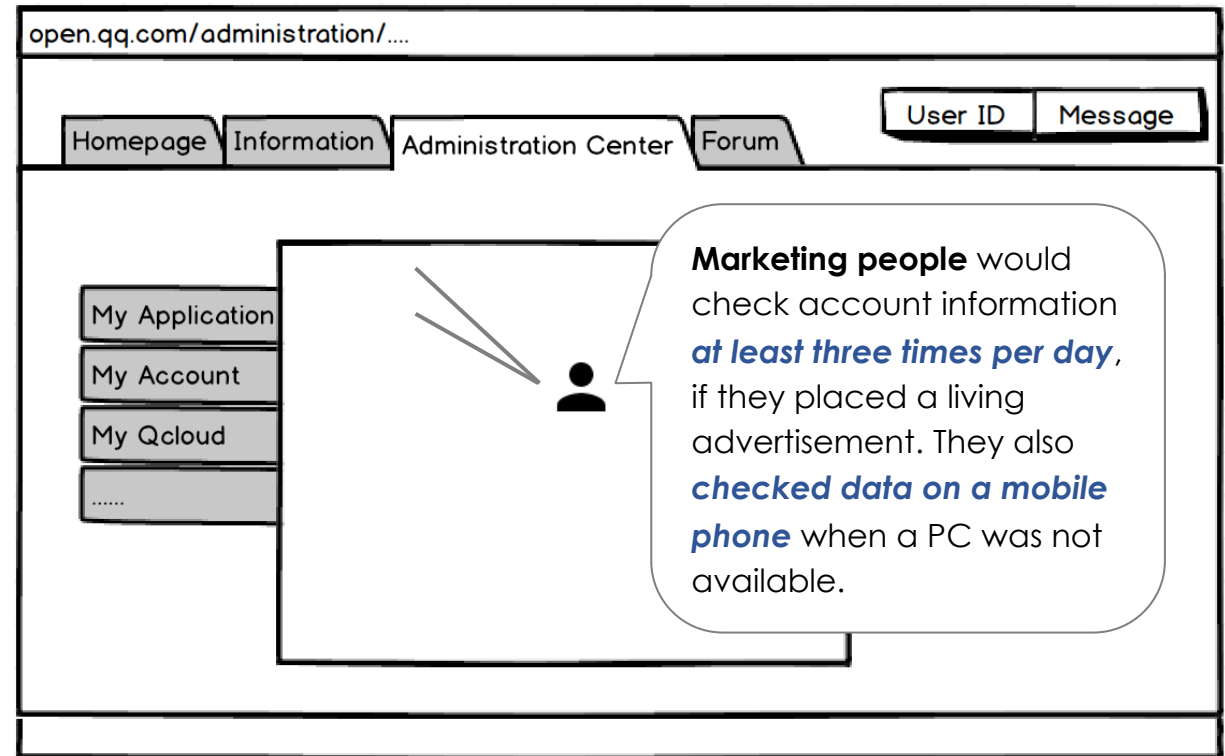 open.qq.com/administration/....
User ID Message
Homepage Information Administration Center Forum
My Application
My Account
My Qcloud
......
Marketing people would
check account information
at least three times per day,
if they placed a living
advertisement. They also
checked data on a mobile
phone when a PC was not
available.